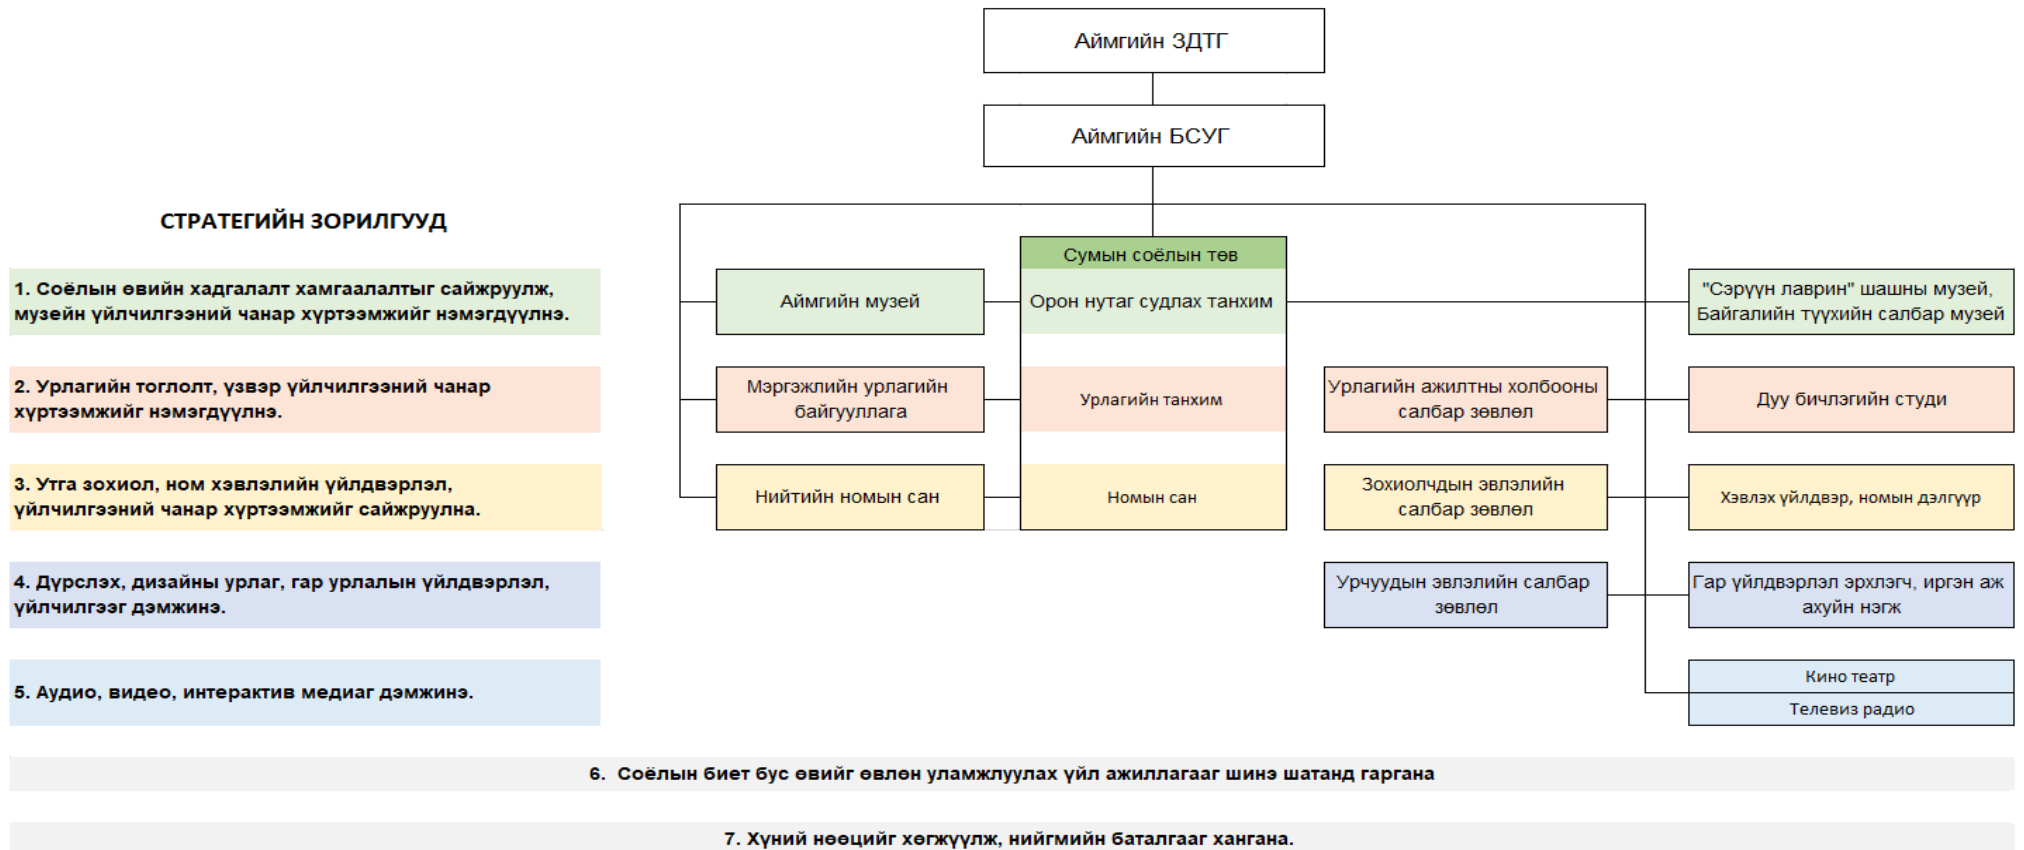 Аймгийн ЗДТГ
Аймгийн БСУГ
СТРАТЕГИЙН ЗОРИЛГУУД
Сумын соёлын төв
1. Соёлын өвийн хадгалалт хамгаалалтыг сайжруулж,
музейн үйлчилгээний чанар хүртээмжийг нэмэгдүүлнэ.
Аймгийн музей
Орон нутаг судлах танхим
"Сэрүүн лаврин" шашны музей,
Байгалийн түүхийн салбар музей
2. Урлагийн тоглолт, үзвэр үйлчилгээний чанар
хүртээмжийг нэмэгдүүлнэ.
Мэргэжлийн урлагийн
байгууллага
Урлагийн танхим
Урлагийн ажилтны холбооны
салбар зөвлөл
Дуу бичлэгийн студи
3. Утга зохиол, ном хэвлэлийн үйлдвэрлэл,
үйлчилгээний чанар хүртээмжийг сайжруулна.
Нийтийн номын сан
Номын сан
Зохиолчдын эвлэлийн
салбар зөвлөл
Хэвлэх үйлдвэр, номын дэлгүүр
4. Дүрслэх, дизайны урлаг, гар урлалын үйлдвэрлэл,
үйлчилгээг дэмжинэ.
Урчуудын эвлэлийн салбар
зөвлөл
Гар үйлдвэрлэл эрхлэгч, иргэн аж
ахуйн нэгж
5. Аудио, видео, интерактив медиаг дэмжинэ.
Кино театр
Телевиз радио
6. Соёлын биет бус өвийг өвлөн уламжлуулах үйл ажиллагааг шинэ шатанд гаргана
7. Хүний нөөцийг хөгжүүлж, нийгмийн баталгааг хангана.